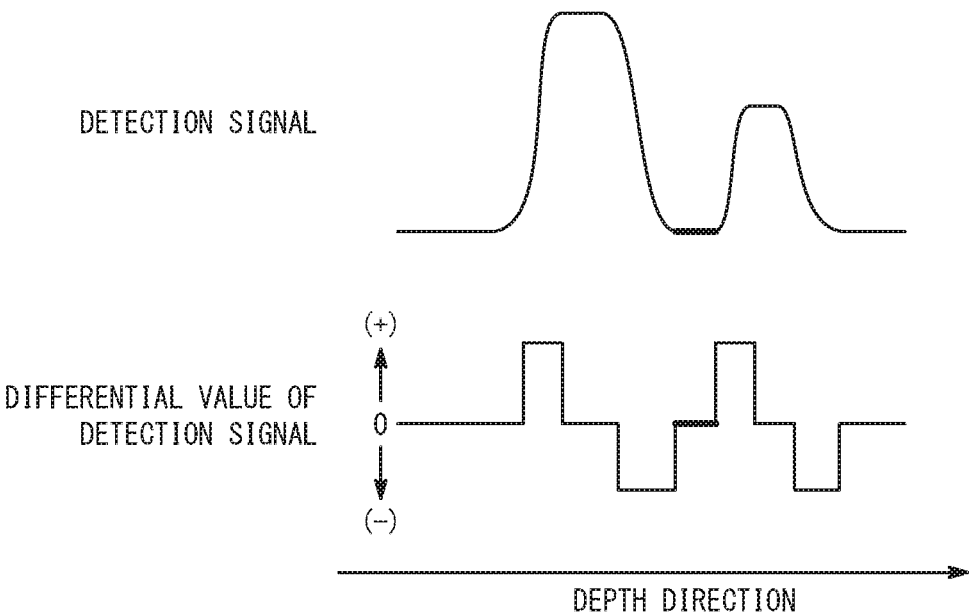 DETECTION SIGNAL
(+)
DIFFERENTIAL VALUE OF
DETECTION SIGNAL
0
(−)
DEPTH DIRECTION